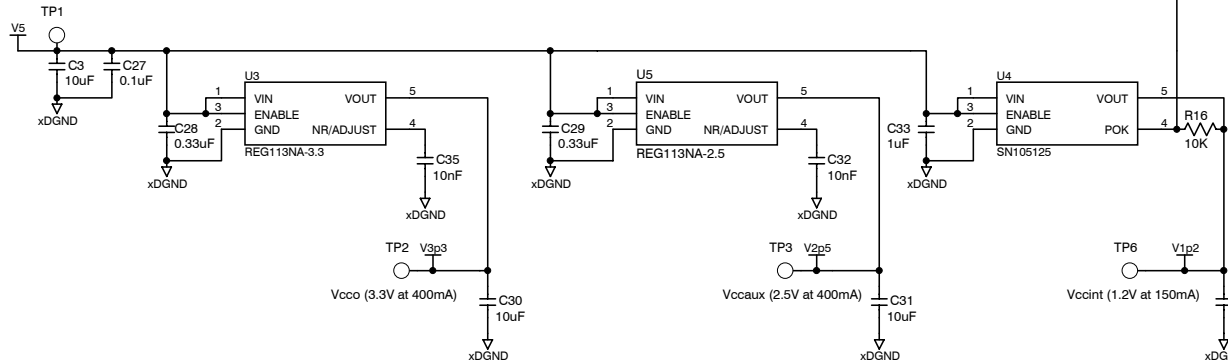 TP1
V5
C3
10uF
C27
0.1uF
xDGND
U3
1
VIN
VOUT
5
3
ENABLE
2
GND
NR/ADJUST
4
REG113NA-3.3
C28
0.33uF
xDGND
C35
10nF
xDGND
TP2
V3p3
Vcco (3.3V at 400mA)
C30
10uF
xDGND
U5
1
VIN
VOUT
5
3
ENABLE
2
GND
NR/ADJUST
4
REG113NA-2.5
C29
0.33uF
xDGND
C32
10nF
xDGND
TP3
V2p5
Vccaux (2.5V at 400mA)
C31
10uF
xDGND
U4
1
VIN
VOUT
5
3
ENABLE
2
GND
POK
4
SN105125
C33
1uF
xDGND
R16
10K
TP6
V1p2
Vccint (1.2V at 150mA)